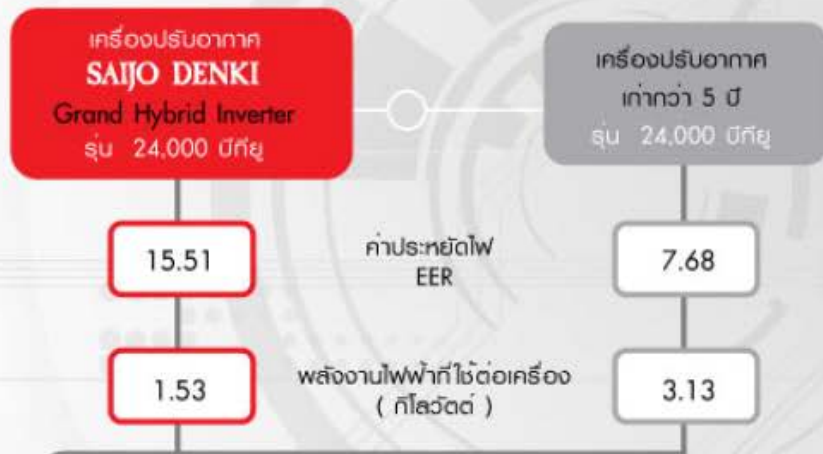 เครื่องปรับอากาศ
SAIJO DENKI
Grand Hybrid Inverter
รุ่น 24,000 บีทียู
เครื่องปรับอากาศ
เก่ากว่า 5 ปี
รุ่น 24,000 บีทียู
15.51
ค่าประหยัดไฟ
EER
7.68
1.53
พลังงานไฟฟ้าที่ใช้ต่อเครื่อง
( กิโลวัตต์ )
3.13